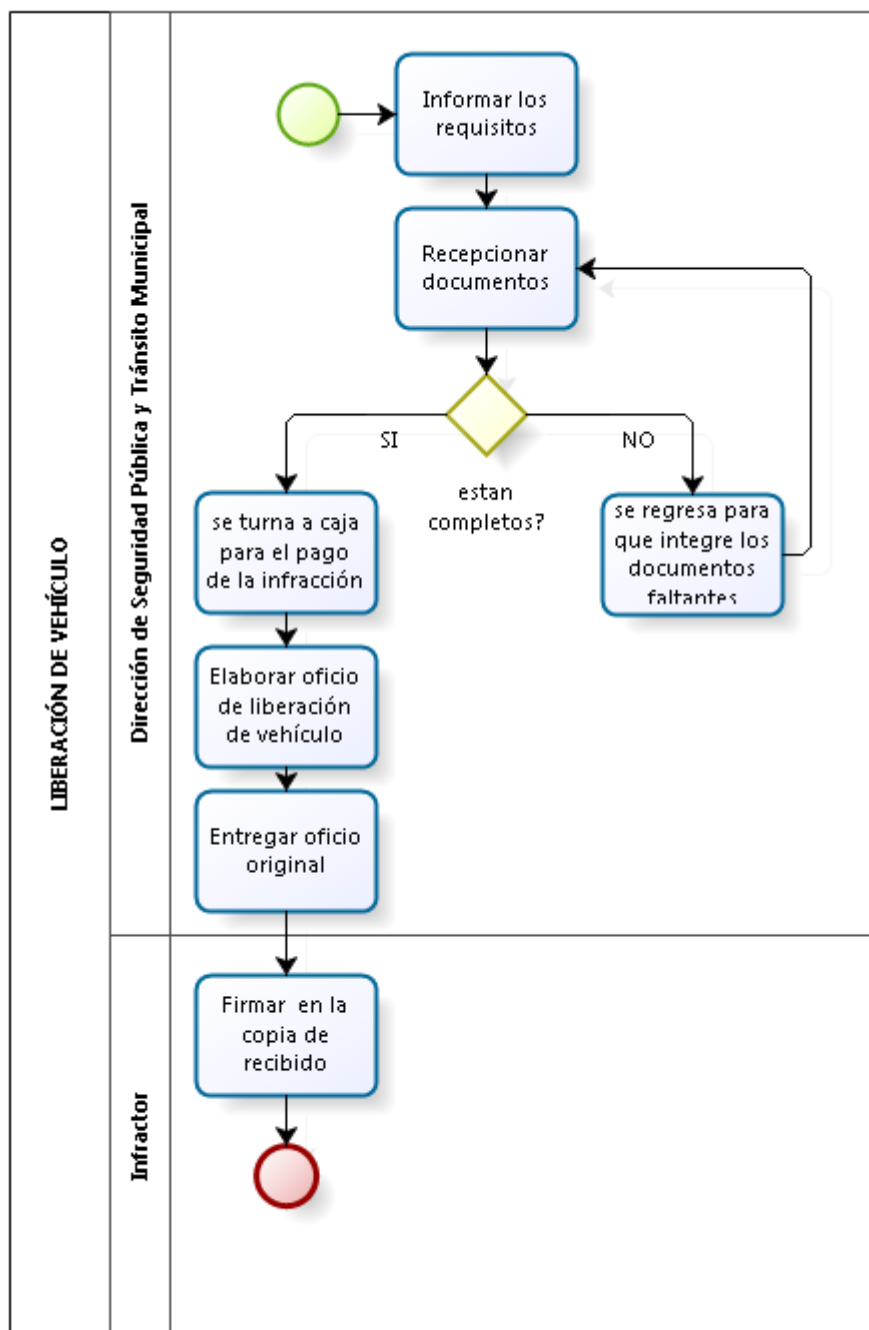 LIBERACIÓN DE VEHÍCULO
Dirección de Seguridad Pública y Tránsito Municipal
Informar los
requisitos
Recepcionar
documentos
SI
NO
estan
completos?
se turna a caja
para el pago
de la infracción
se regresa para
que integre los
documentos
faltantes
Elaborar oficio
de liberación
de vehículo
Entregar oficio
original
Infractor
Firmar en la
copia de
recibido